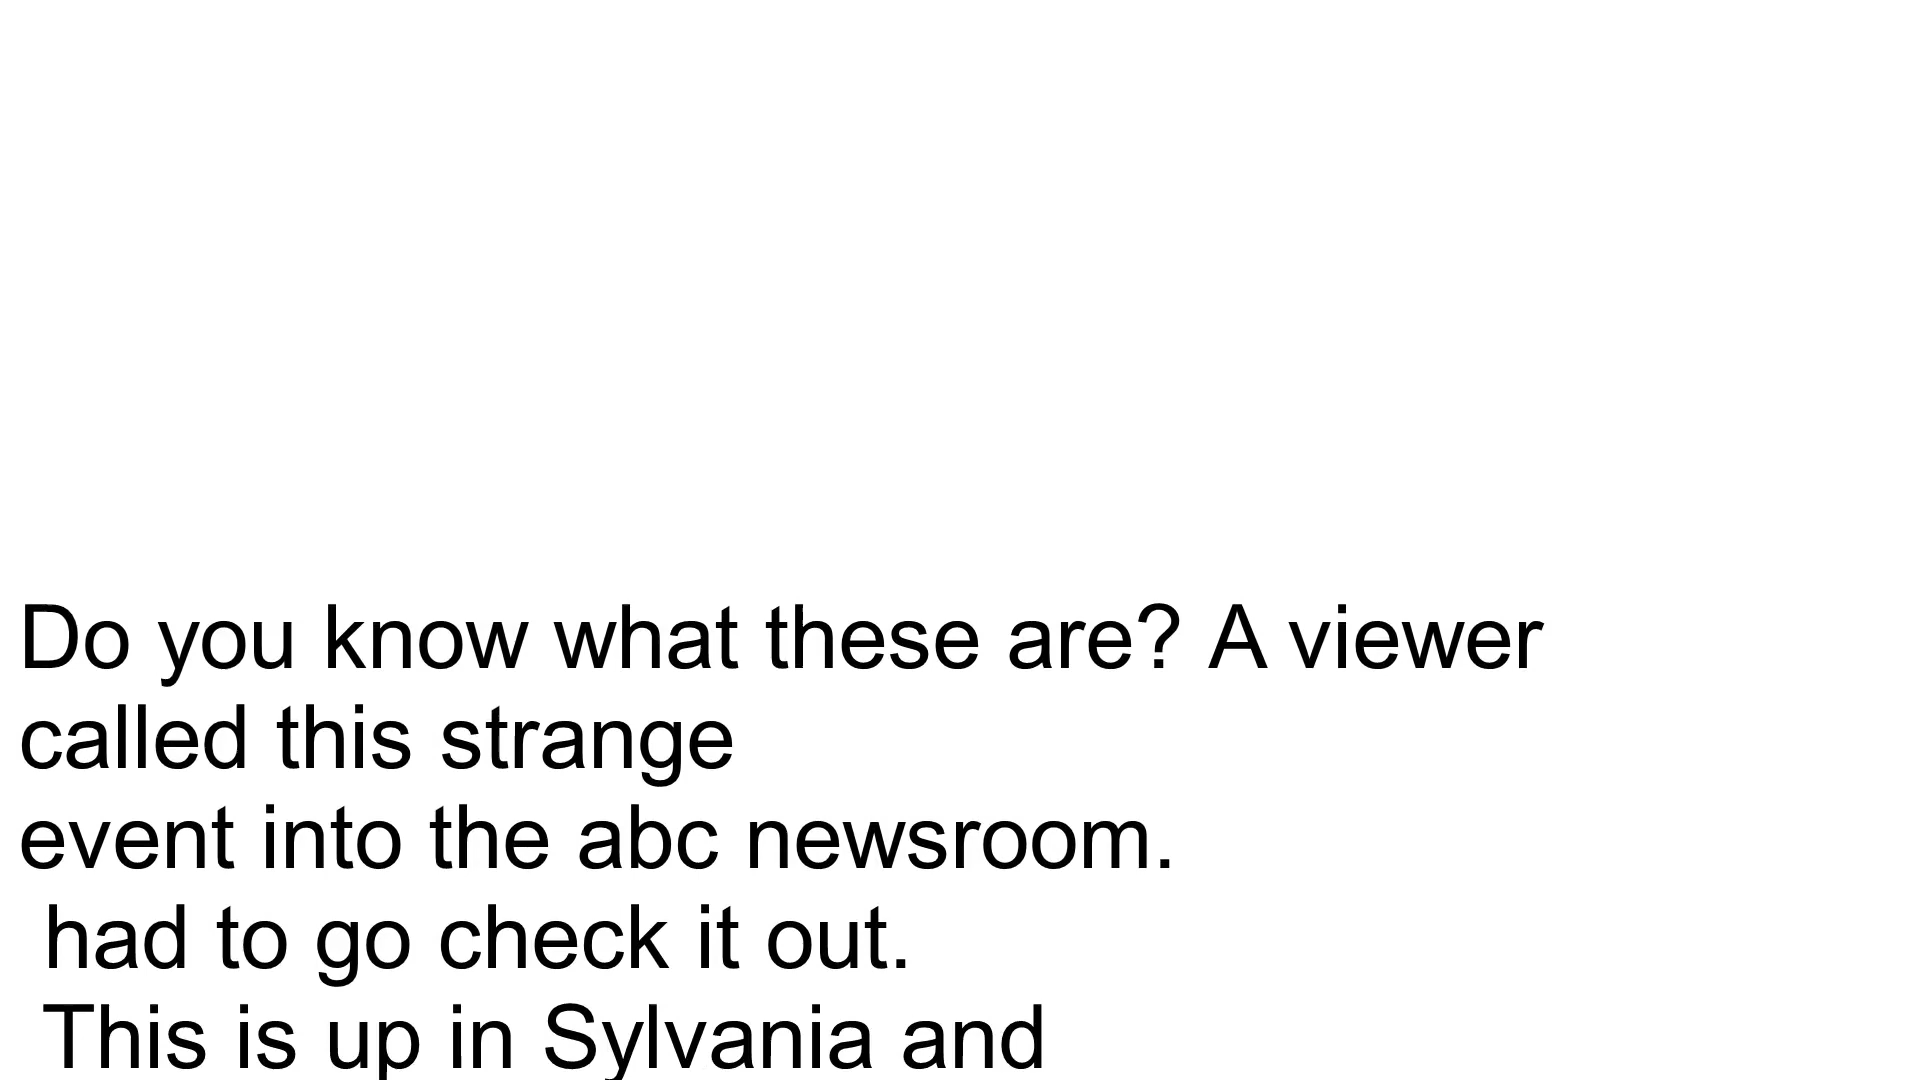 Do you know what these are? A viewer
called this strange
event into the abc newsroom.
had to go check it out.
This is up in Sylvania and